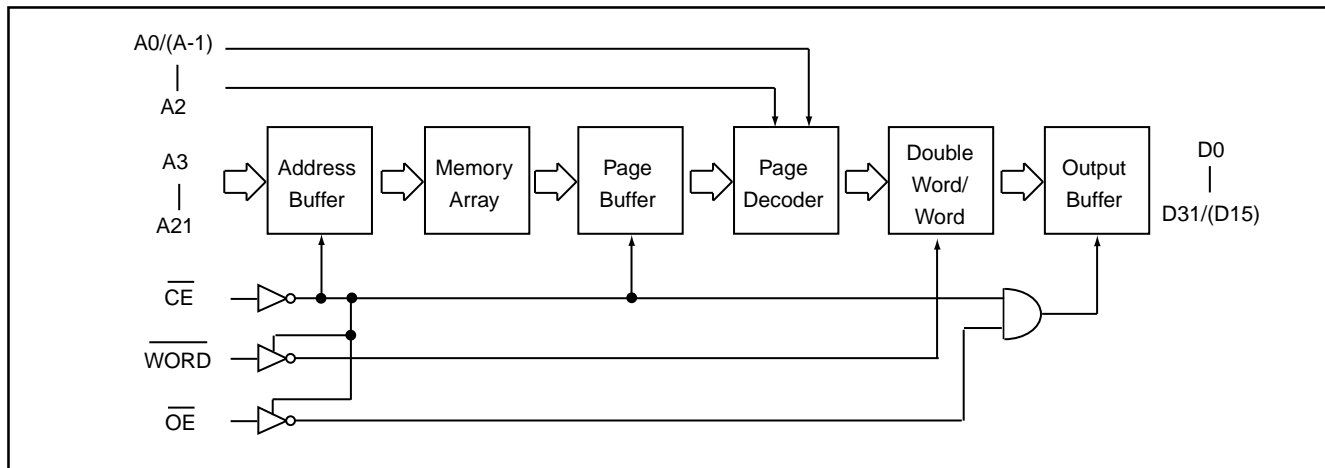 A0/(A-1)
A2
A3
A21
Address
Buffer
Memory
Array
Page
Buffer
Page
Decoder
Double
Word/
Word
Output
Buffer
D0
D31/(D15)
CE
WORD
OE